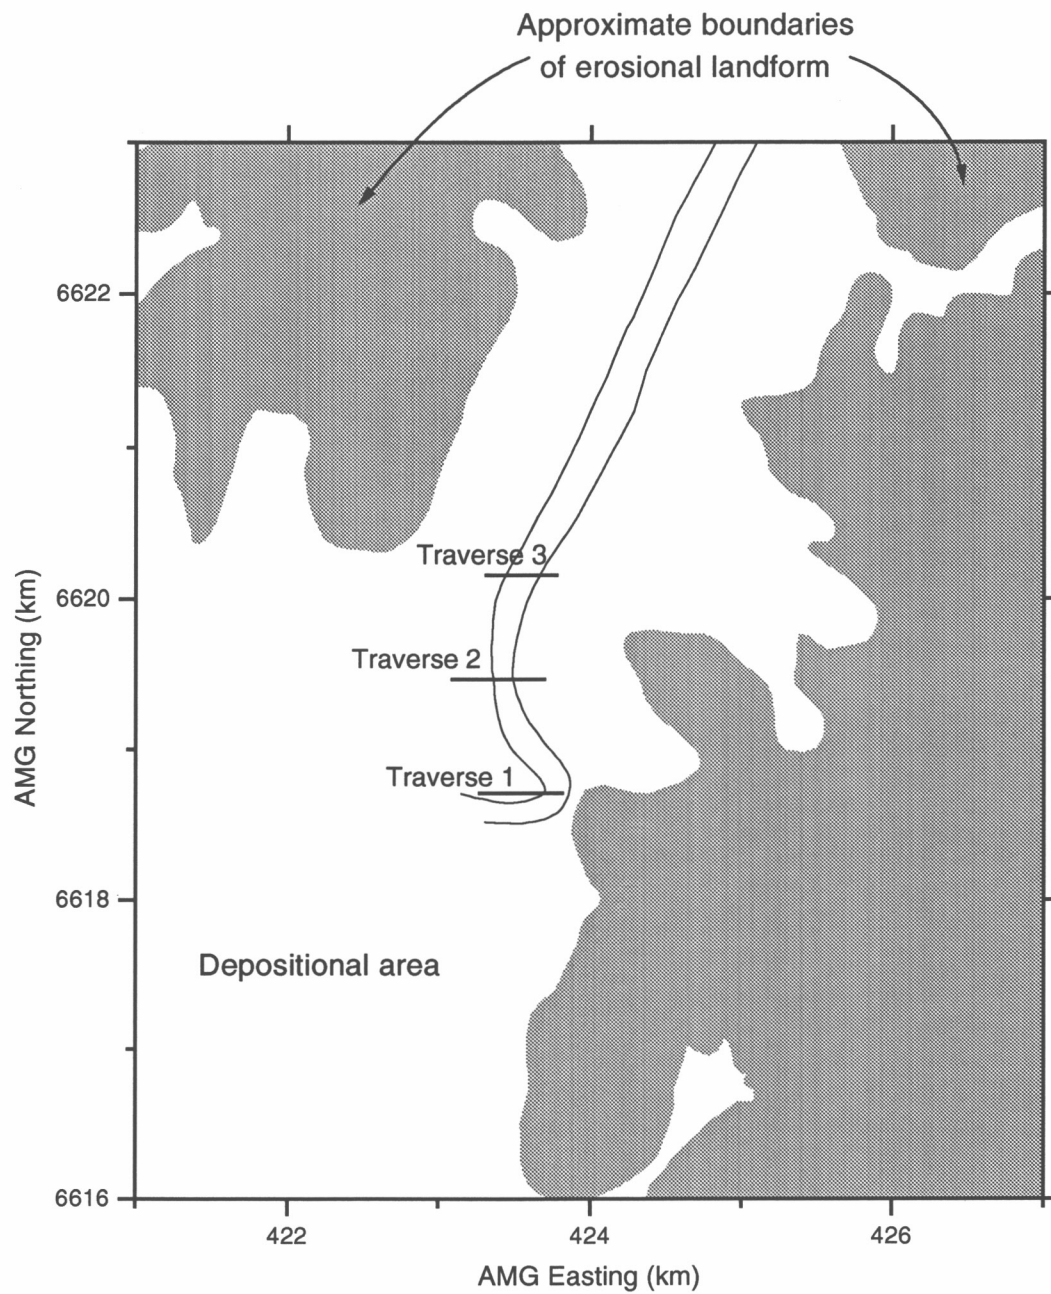 Approximate boundaries
of erosional landform
6622
Traverse 3
6620
Traverse 2
Traverse 1
6618
Depositional area
6616
422
424
426
AMG Northing (km)
AMG Easting (km)